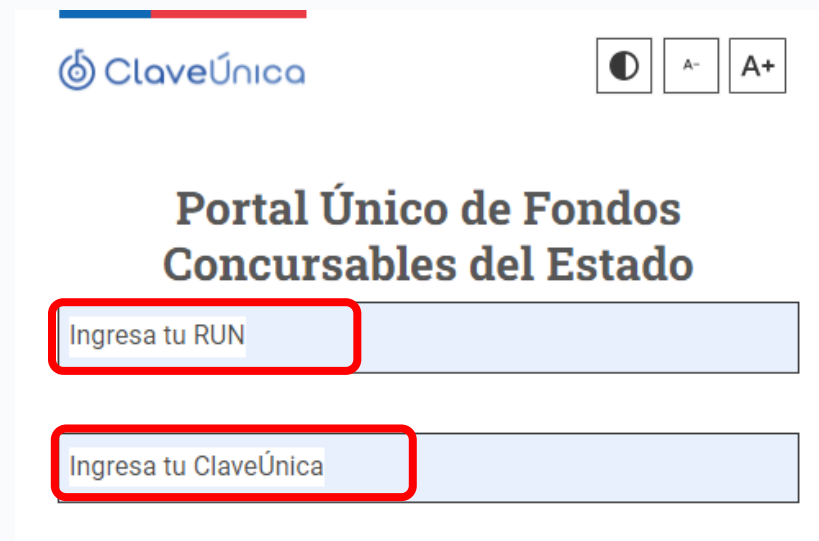 ClaveÚnica
A-
A+
Portal Único de Fondos
Concursables del Estado
Ingresa tu RUN
Ingresa tu ClaveÚnica